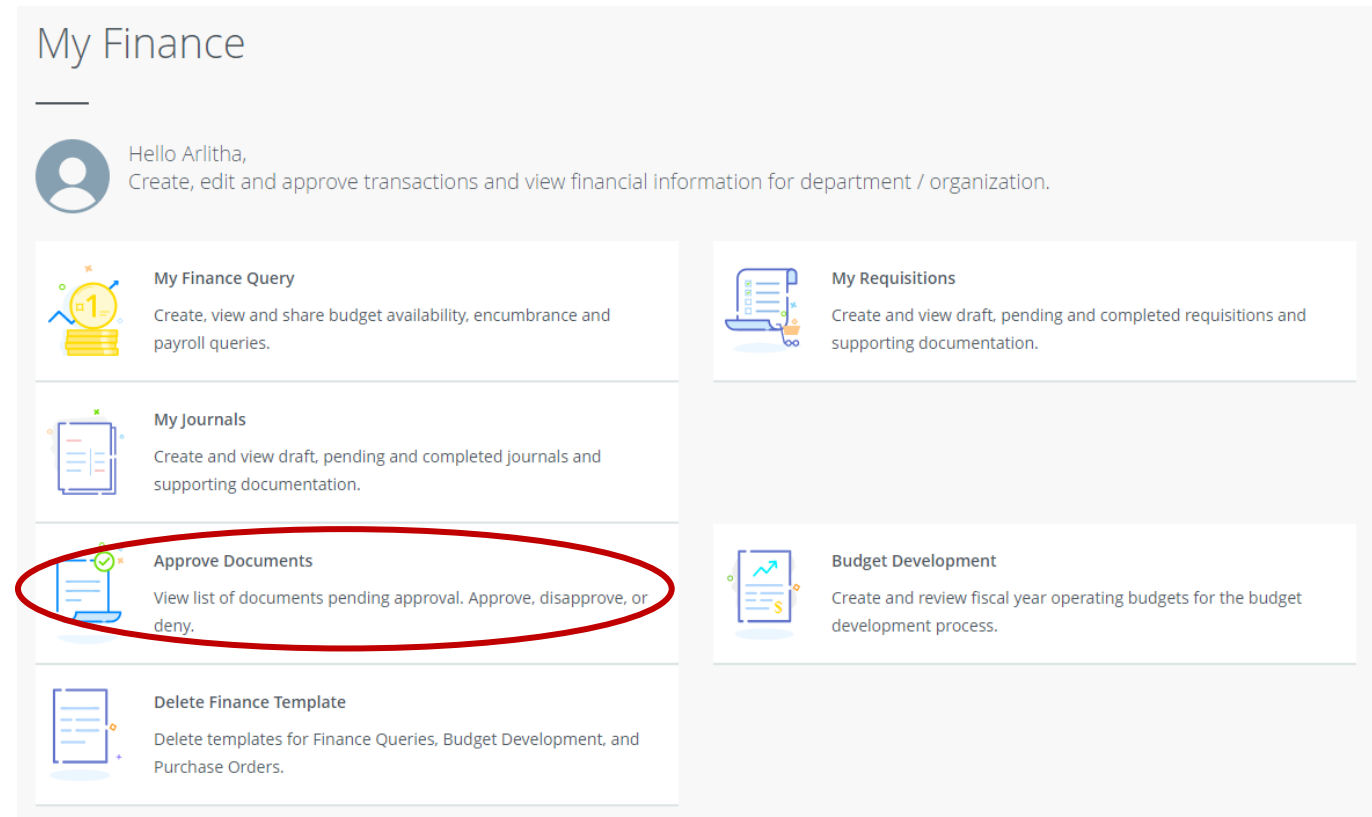 My Finance
Hello Arlitha,
Create, edit and approve transactions and view financial information for department / organization.
My Finance Query
Create, view and share budget availability, encumbrance and
payroll queries.
My Requisitions
Create and view draft, pending and completed requisitions and
supporting documentation.
My Journals
Create and view draft, pending and completed journals and
supporting documentation.
Approve Documents
View list of documents pending approval. Approve, disapprove, or
deny.
Budget Development
Create and review fiscal year operating budgets for the budget
development process.
Delete Finance Template
Delete templates for Finance Queries, Budget Development, and
Purchase Orders.